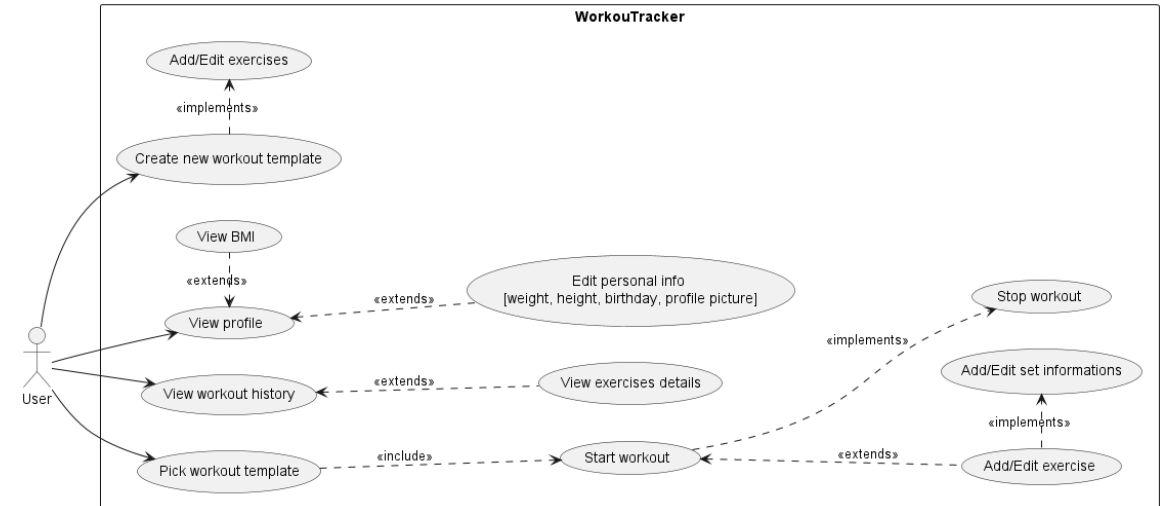 WorkouTracker
Add/Edit exercises
«implements»
Create new workout template
View BMI
«extends»
View profile
«extends»
Edit personal info
[weight, height, birthday, profile picture]
Stop workout
«implements»
User
View workout history
«extends»
View exercises details
Add/Edit set informations
«implements»
Pick workout template
«include»
Start workout
«extends»
Add/Edit exercise